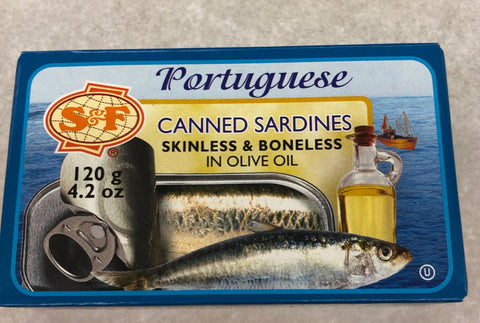 Portuguese
S&F
®
CANNED SARDINES
SKINLESS & BONELESS
IN OLIVE OIL
120 g
4.2 oz
U